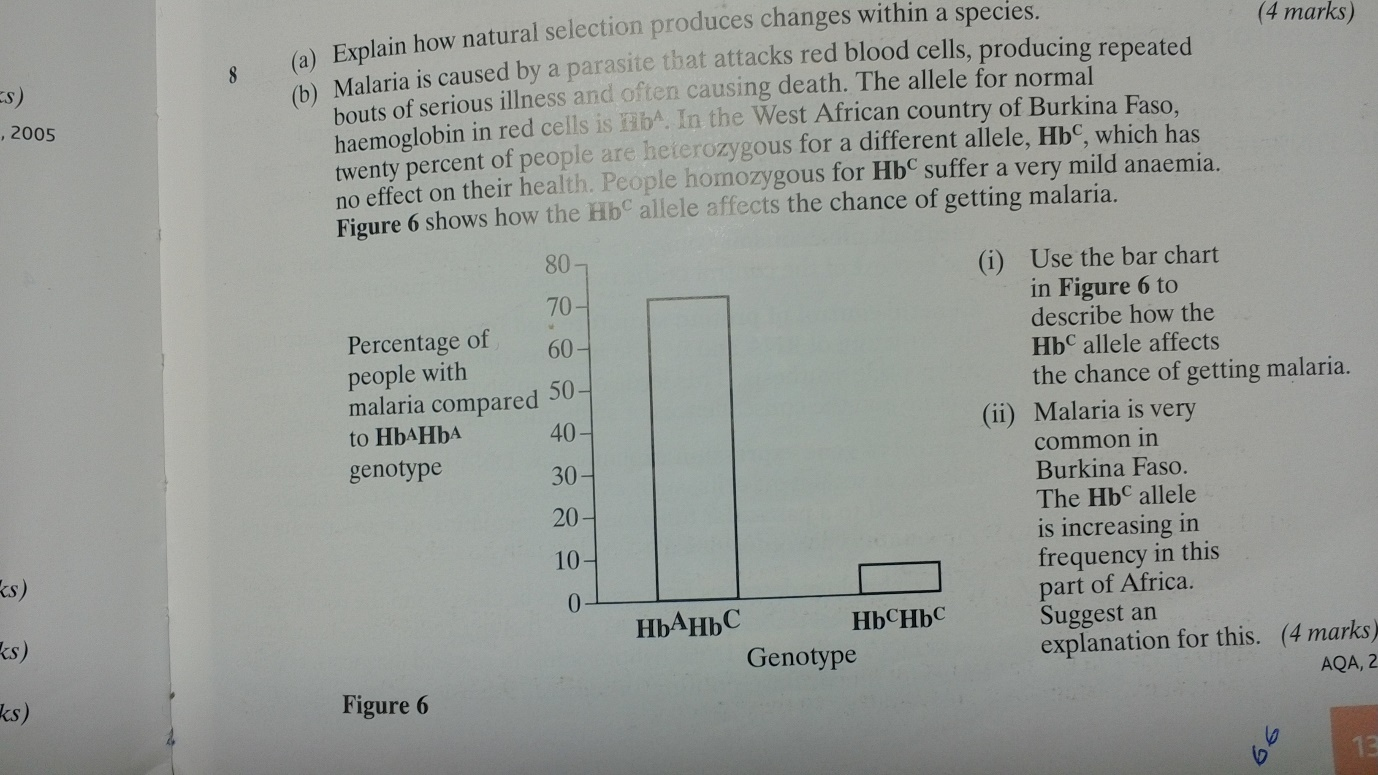 8 (a) Explain how natural selection produces changes within a species. (4 marks)
(b) Malaria is caused by a parasite that attacks red blood cells, producing repeated
bouts of serious illness and often causing death. The allele for normal
haemoglobin in red cells is Hbᴬ. In the West African country of Burkina Faso,
twenty percent of people are heterozygous for a different allele, Hbᶜ, which has
no effect on their health. People homozygous for Hbᶜ suffer a very mild anaemia.
Figure 6 shows how the Hbᶜ allele affects the chance of getting malaria.
80
70
60
50
40
30
20
10
0
Percentage of
people with
malaria compared
to HbᴬHbᴬ
genotype
HbᴬHbᶜ
HbᶜHbᶜ
Genotype
Figure 6
(i) Use the bar chart
in Figure 6 to
describe how the
Hbᶜ allele affects
the chance of getting malaria.
(ii) Malaria is very
common in
Burkina Faso.
The Hbᶜ allele
is increasing in
frequency in this
part of Africa.
Suggest an
explanation for this. (4 marks)
AQA, 2
66
13
s)
, 2005
ks)
ks)
ks)